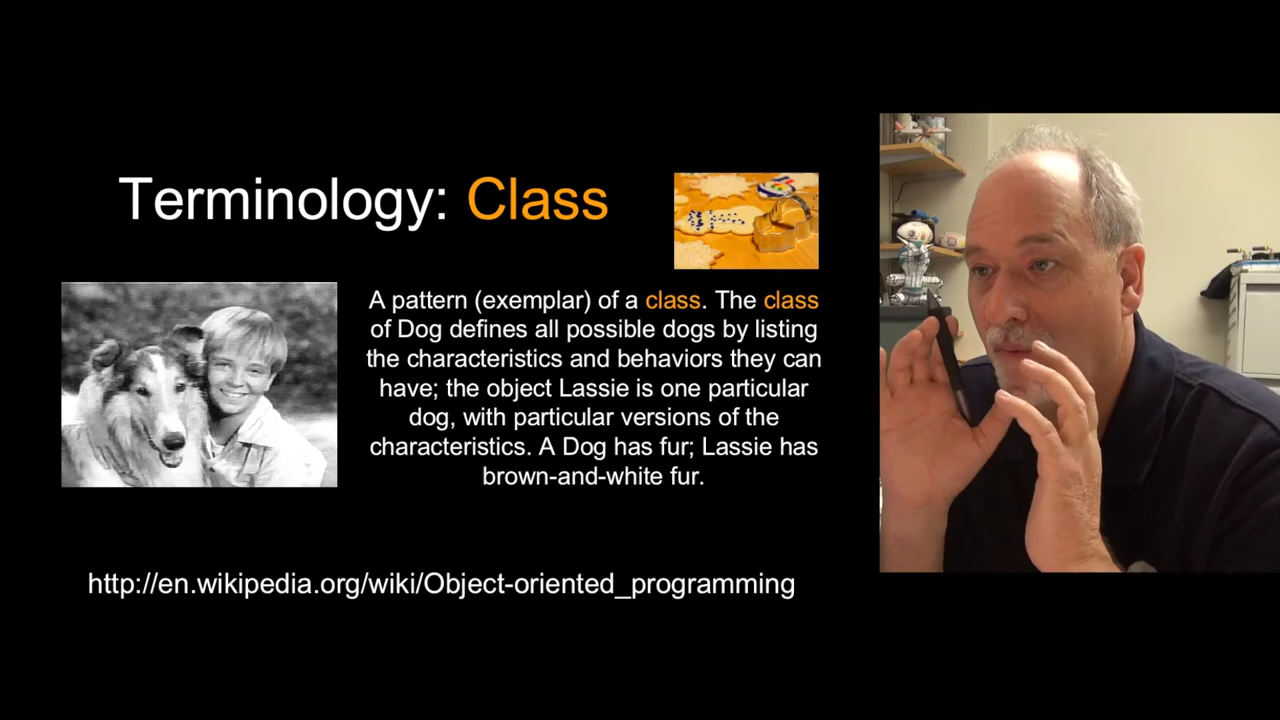 Terminology: Class
A pattern (exemplar) of a class. The class
of Dog defines all possible dogs by listing
the characteristics and behaviors they can
have; the object Lassie is one particular
dog, with particular versions of the
characteristics. A Dog has fur; Lassie has
brown-and-white fur.
http://en.wikipedia.org/wiki/Object-oriented_programming